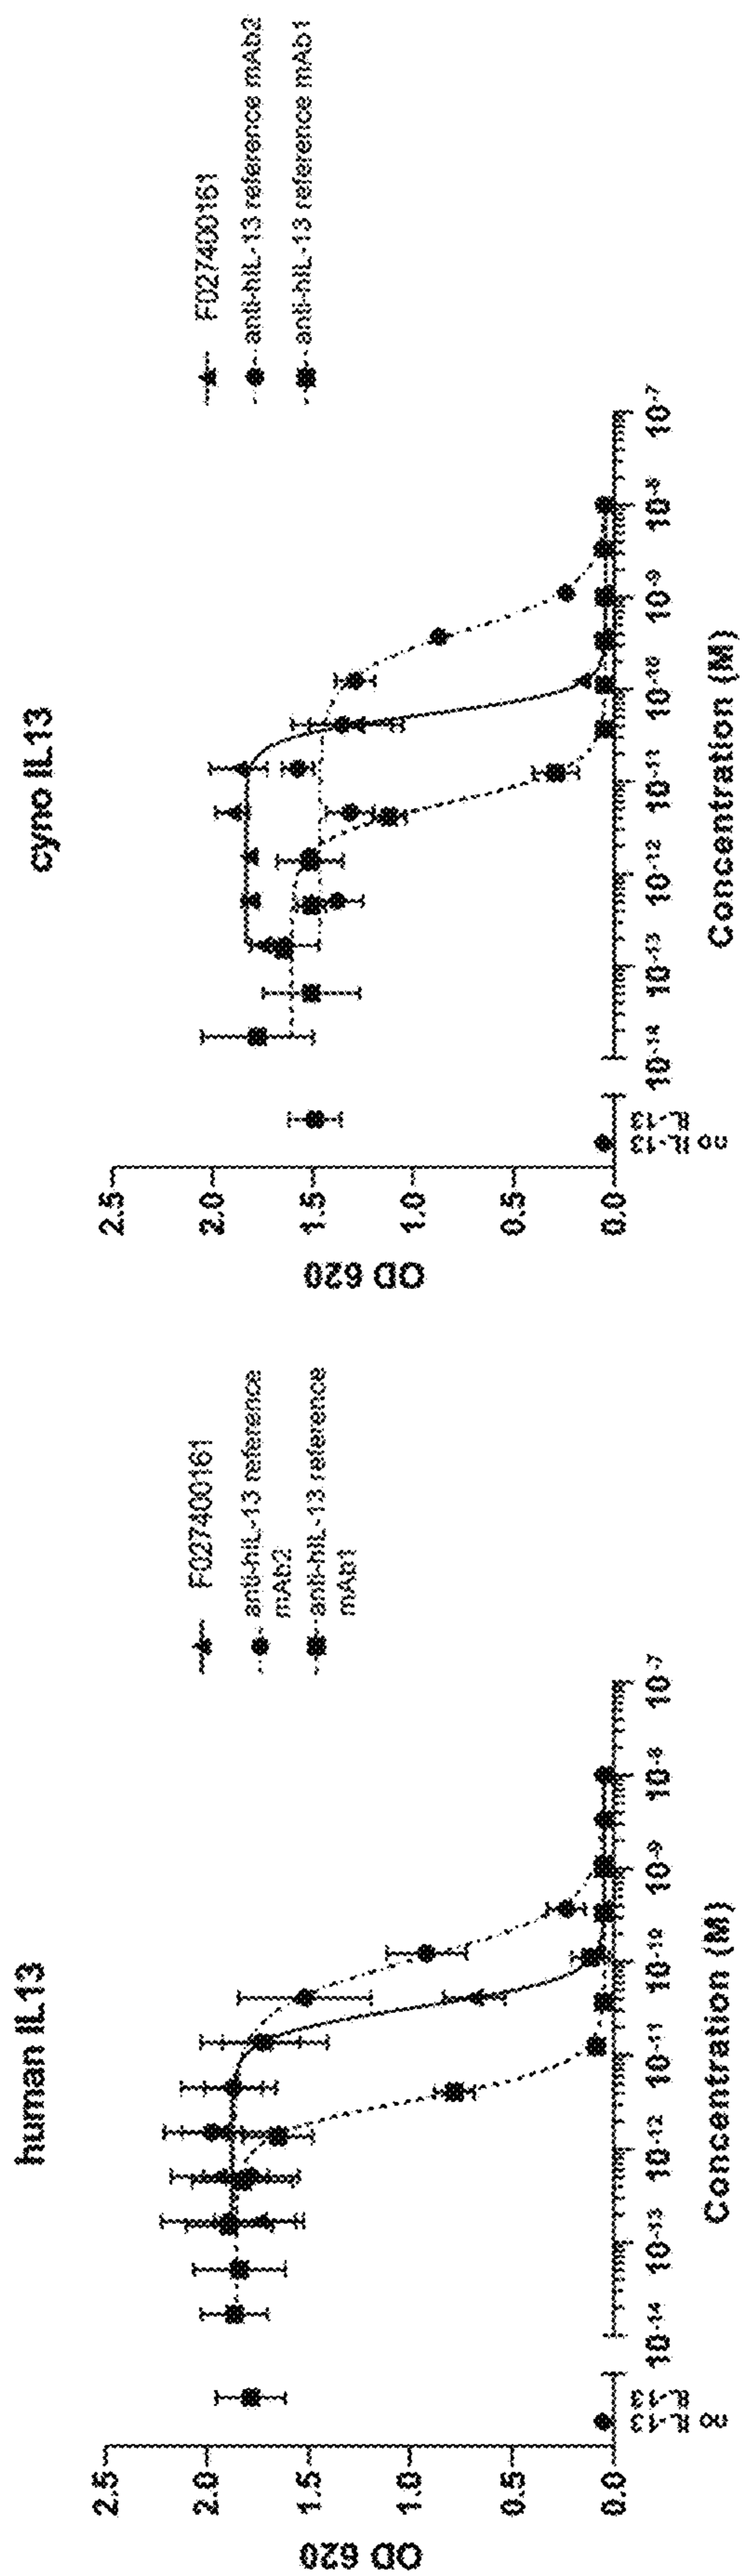 human IL13
OD 620
2.5
2.0
1.5
1.0
0.5
0.0
IL-13
10⁻¹⁴
10⁻¹³
10⁻¹²
10⁻¹¹
10⁻¹⁰
10⁻⁹
10⁻⁸
10⁻⁷
Concentration (M)
F027400161
anti-hIL-13 reference
mAb2
anti-hIL-13 reference
mAb1
cyno IL13
OD 620
2.5
2.0
1.5
1.0
0.5
0.0
IL-13
10⁻¹⁴
10⁻¹³
10⁻¹²
10⁻¹¹
10⁻¹⁰
10⁻⁹
10⁻⁸
10⁻⁷
Concentration (M)
F027400161
anti-hIL-13 reference mAb2
anti-hIL-13 reference mAb1